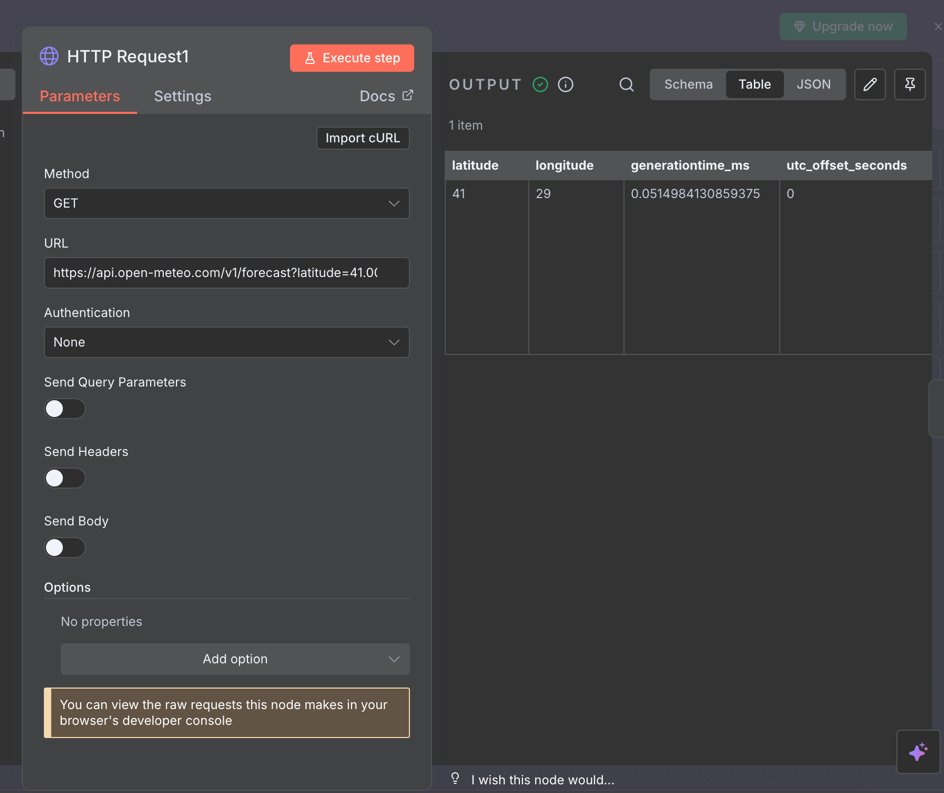 Upgrade now
HTTP Request1
Execute step
Parameters
Settings
Docs
Import cURL
Method
GET
URL
https://api.open-meteo.com/v1/forecast?latitude=41.0
Authentication
None
Send Query Parameters
Send Headers
Send Body
Options
No properties
Add option
You can view the raw requests this node makes in your
browser's developer console
OUTPUT
Schema
Table
JSON
1 item
latitude longitude generationtime_ms utc_offset_seconds
41 29 0.0514984130859375 0
I wish this node would...